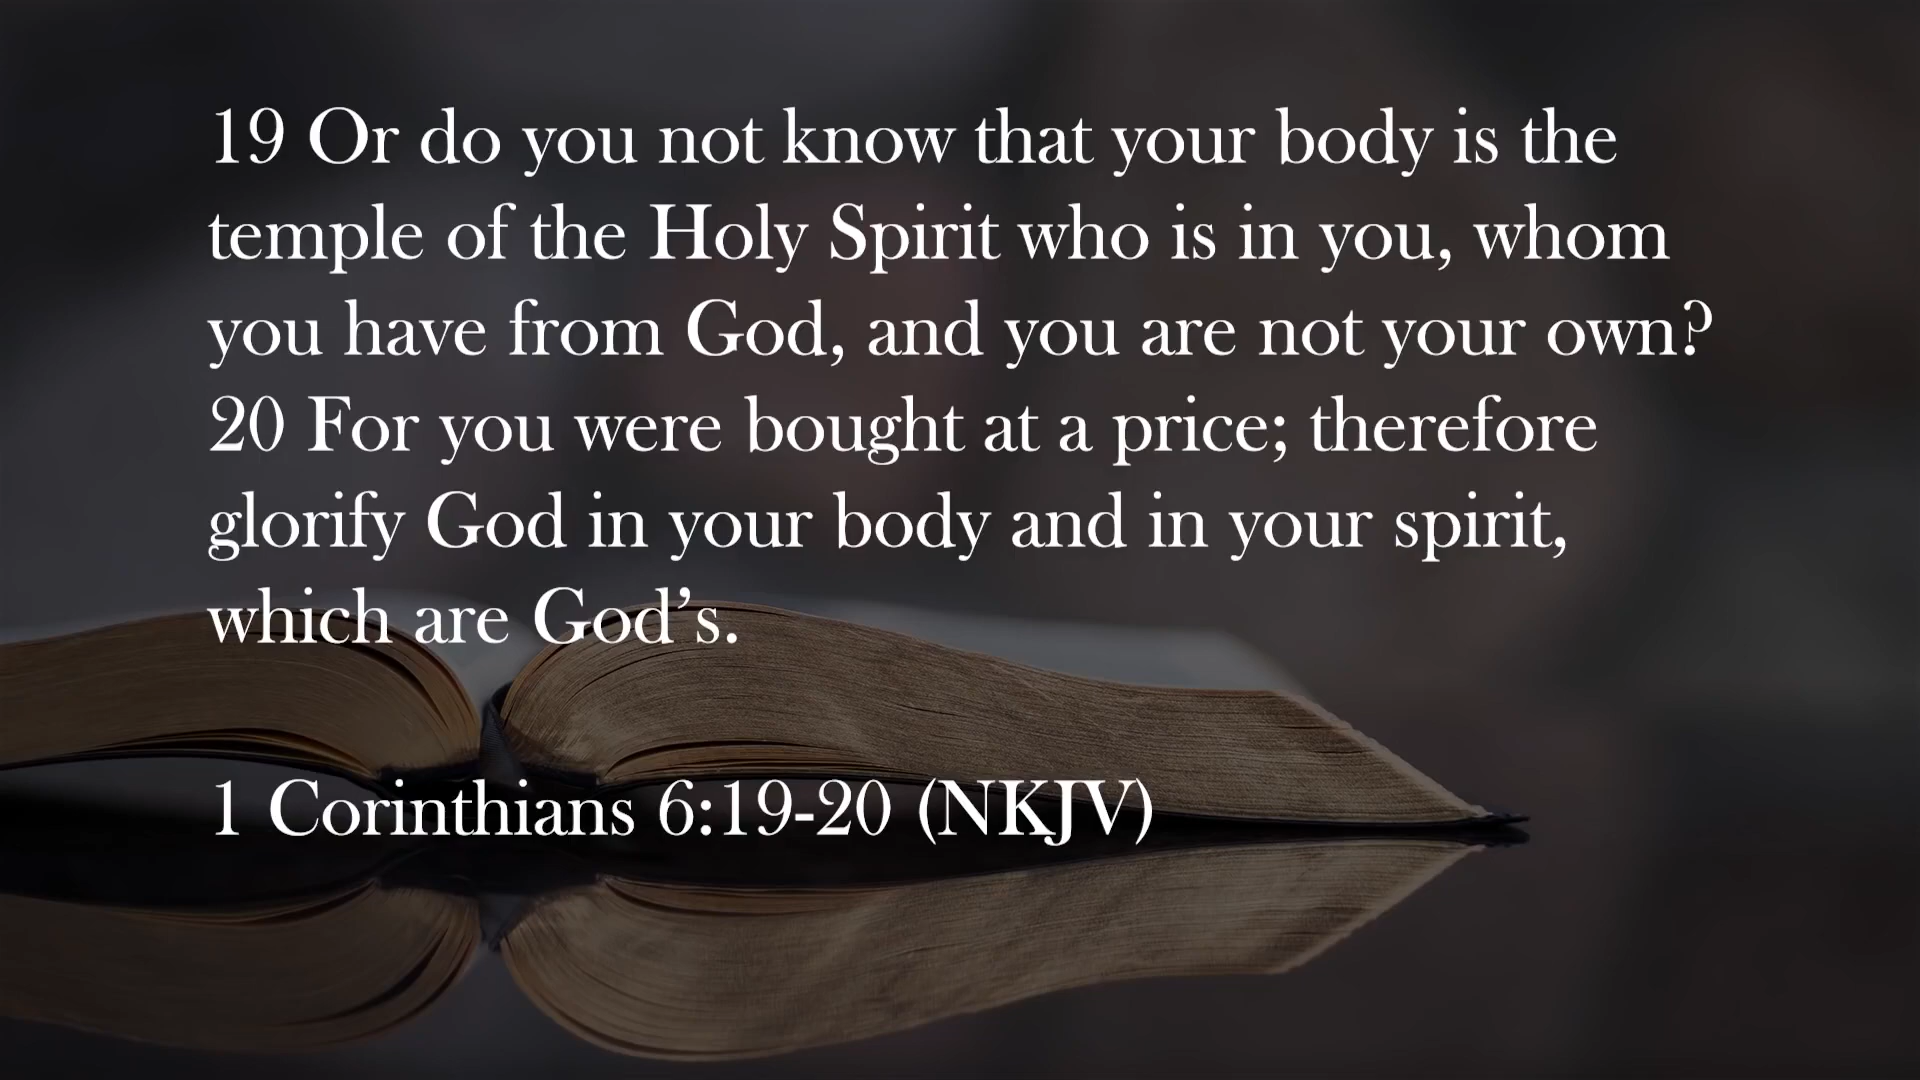 19 Or do you not know that your body is the
temple of the Holy Spirit who is in you, whom
you have from God, and you are not your own?
20 For you were bought at a price; therefore
glorify God in your body and in your spirit,
which are God’s.
1 Corinthians 6:19-20 (NKJV)